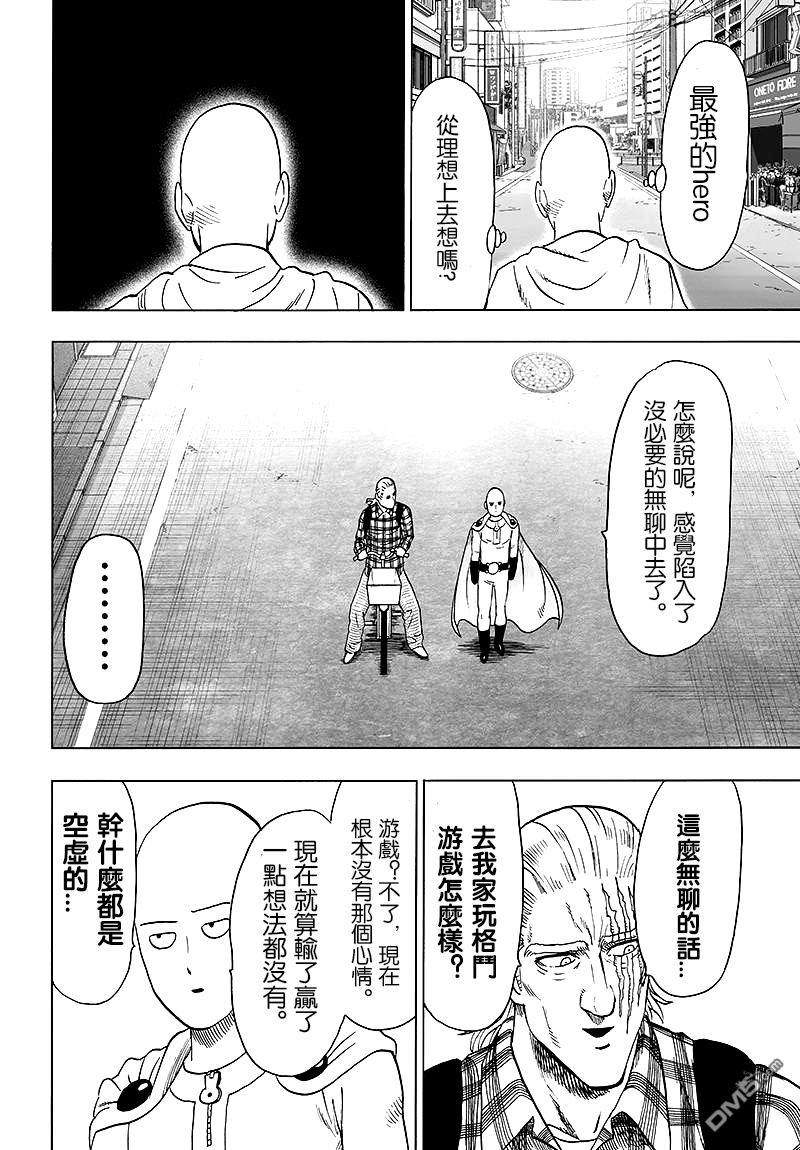 最強的hero
從理想上去想嗎?
ONETO FIORE
怎麼說呢，感覺陷入了
沒必要的無聊中去了。
………
這麼無聊的話…
去我家玩格鬥
游戲怎麼樣?
游戲?不了，現在
根本沒有那個心情。
現在就算輸了贏了
一點想法都沒有。
幹什麼都是
空虛的…
DM5.com